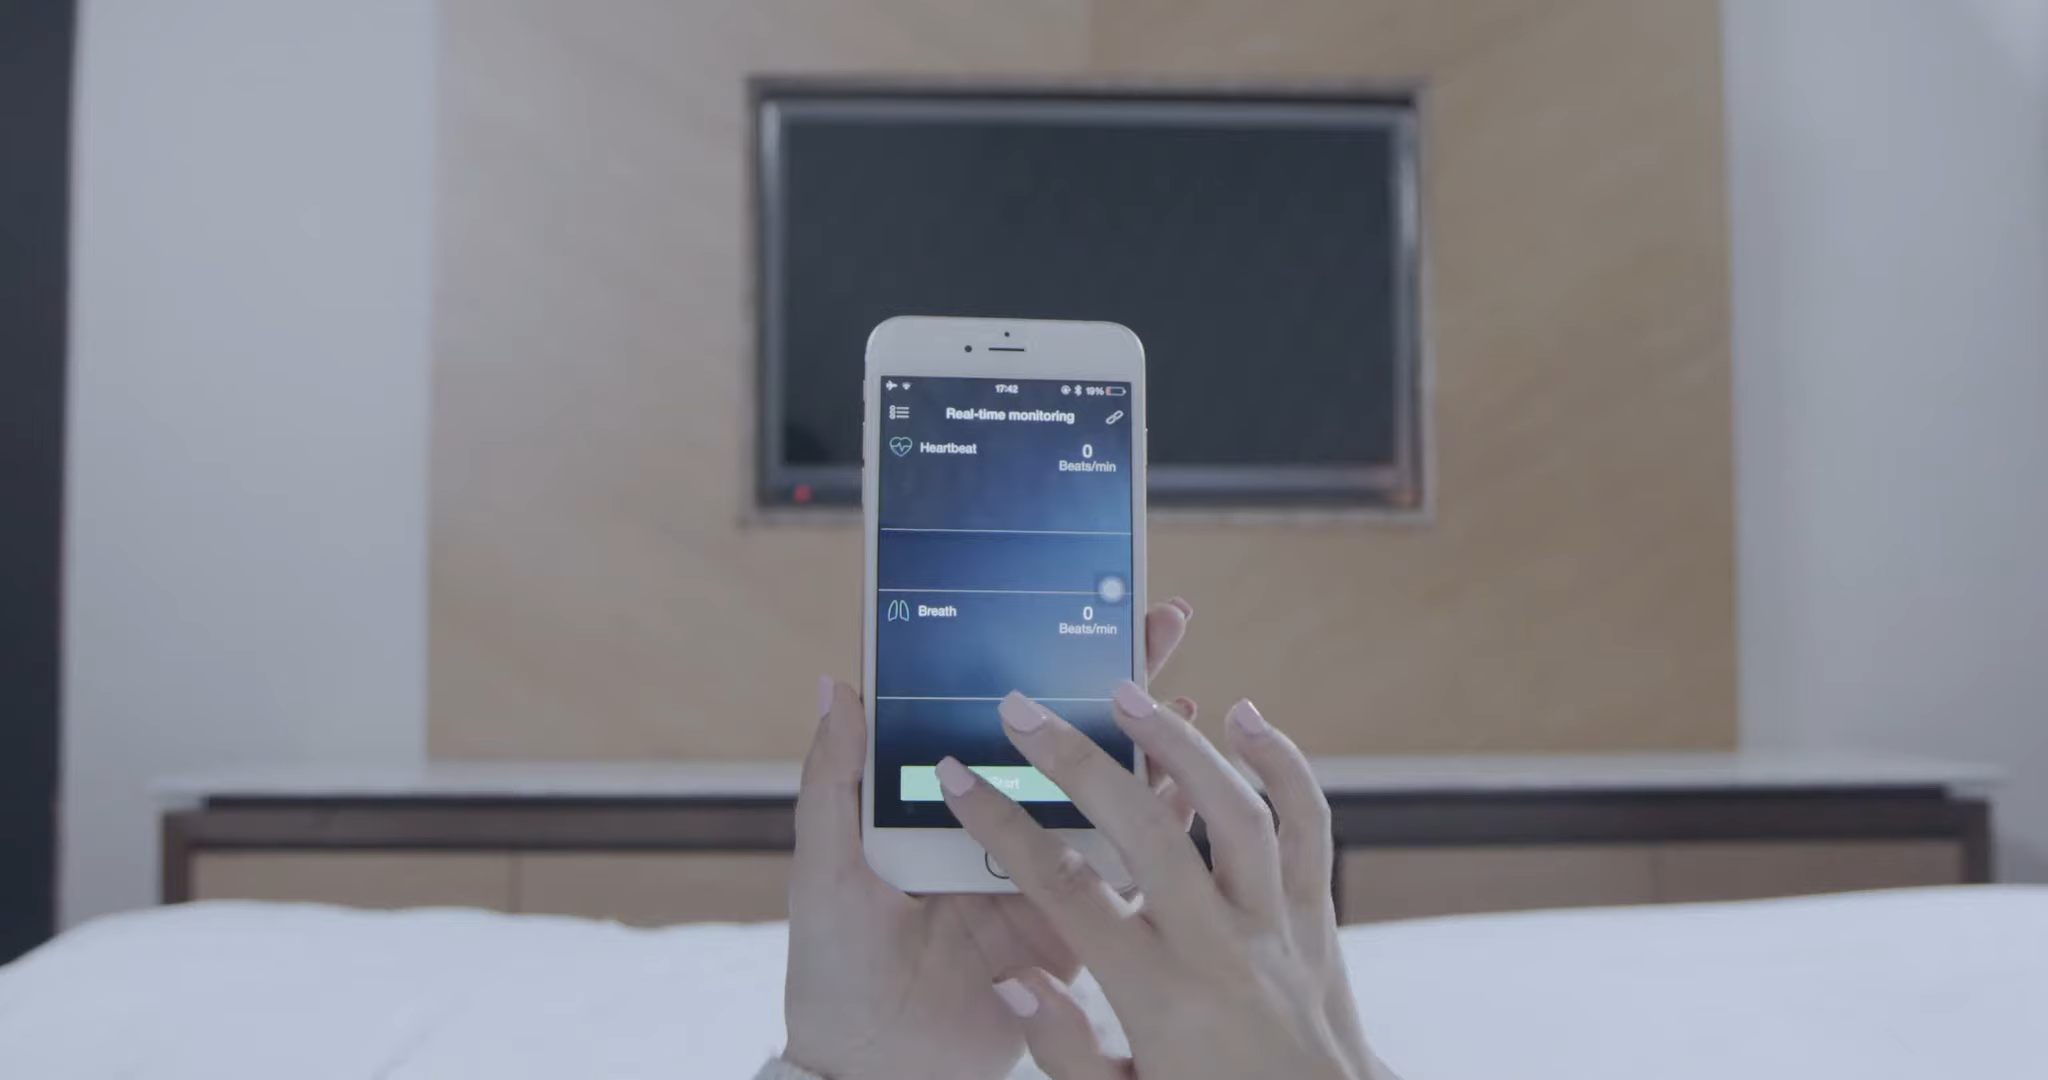 17:42 19%
Real-time monitoring
Heartbeat 0
Beats/min
Breath 0
Beats/min
Start